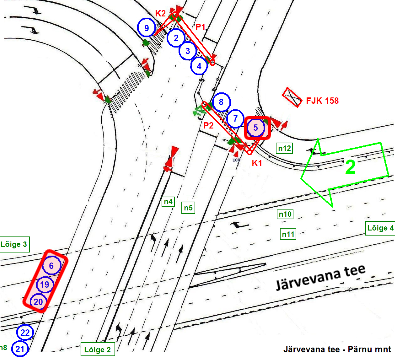 K2
P1
9
2
3
4
8
7
P2
5
K1
FJK 158
n12
2
n4
n5
n10
n11
Lõige 4
Lõige 3
6
19
20
Järvevana tee
22
21
Lõige 2
Järvevana tee - Pärnu mnt